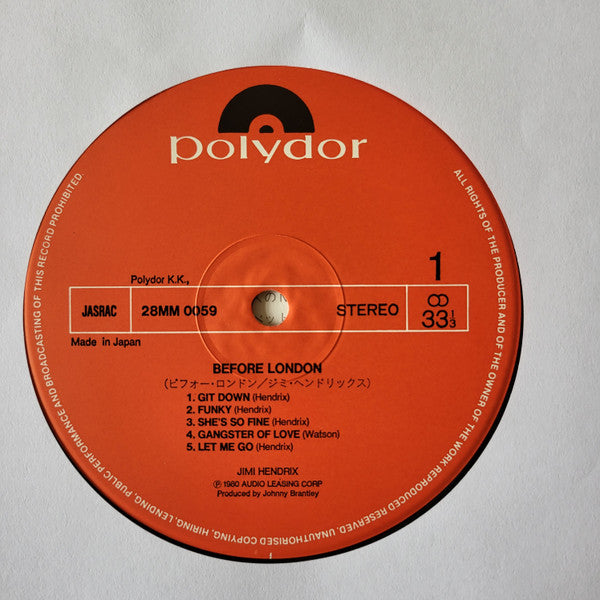 polydor
1
Polydor K.K.,
JASRAC
28MM 0059
STEREO
33⅓
Made in Japan
BEFORE LONDON
(ビフォー・ロンドン/ジミ・ヘンドリックス)
1. GIT DOWN (Hendrix)
2. FUNKY (Hendrix)
3. SHE'S SO FINE (Hendrix)
4. GANGSTER OF LOVE (Watson)
5. LET ME GO (Hendrix)
JIMI HENDRIX
Ⓟ 1980 AUDIO LEASING CORP
Produced by Johnny Brantley
ALL RIGHTS OF THE PRODUCER AND OF THE OWNER OF THE WORK REPRODUCED RESERVED. UNAUTHORISED COPYING, HIRING, LENDING, PUBLIC PERFORMANCE AND BROADCASTING OF THIS RECORD PROHIBITED.